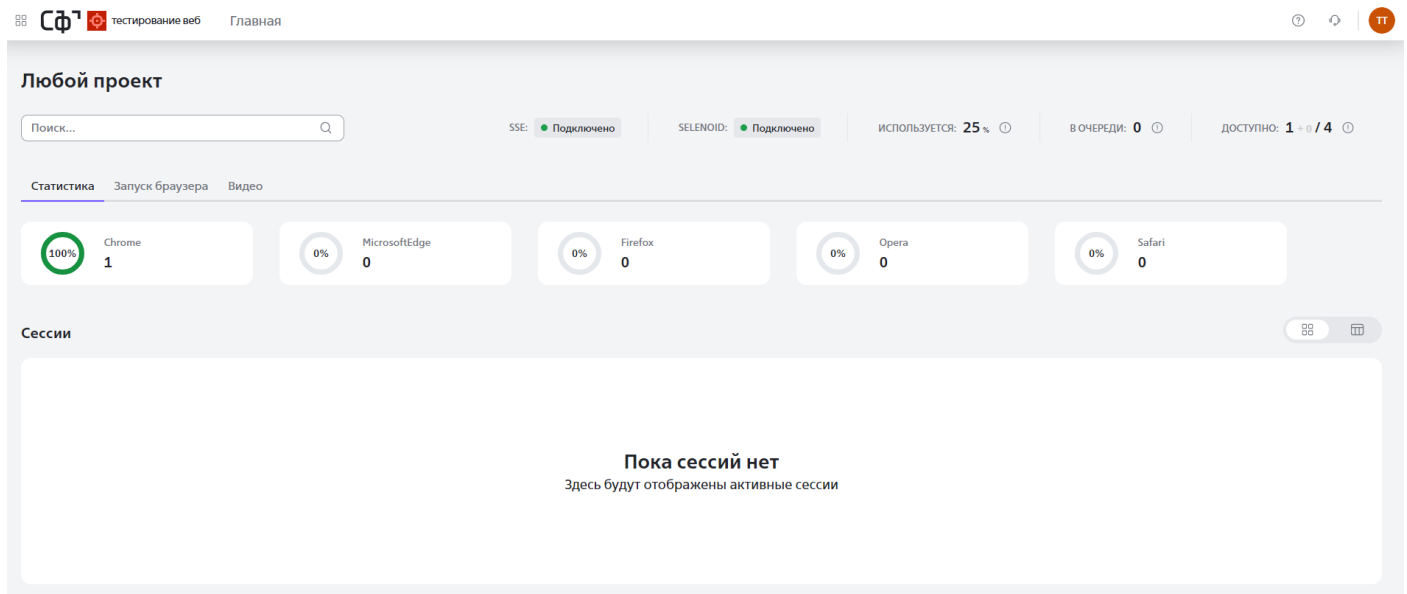 СФ тестирование веб Главная ТТ
Любой проект
Поиск... SSE: Подключено SELENOID: Подключено ИСПОЛЬЗУЕТСЯ: 25 % В ОЧЕРЕДИ: 0 ДОСТУПНО: 1 + 0 / 4
Статистика Запуск браузера Видео
100% Chrome 0% MicrosoftEdge 0% Firefox 0% Opera 0% Safari
1 0 0 0 0
Сессии
Пока сессий нет
Здесь будут отображены активные сессии